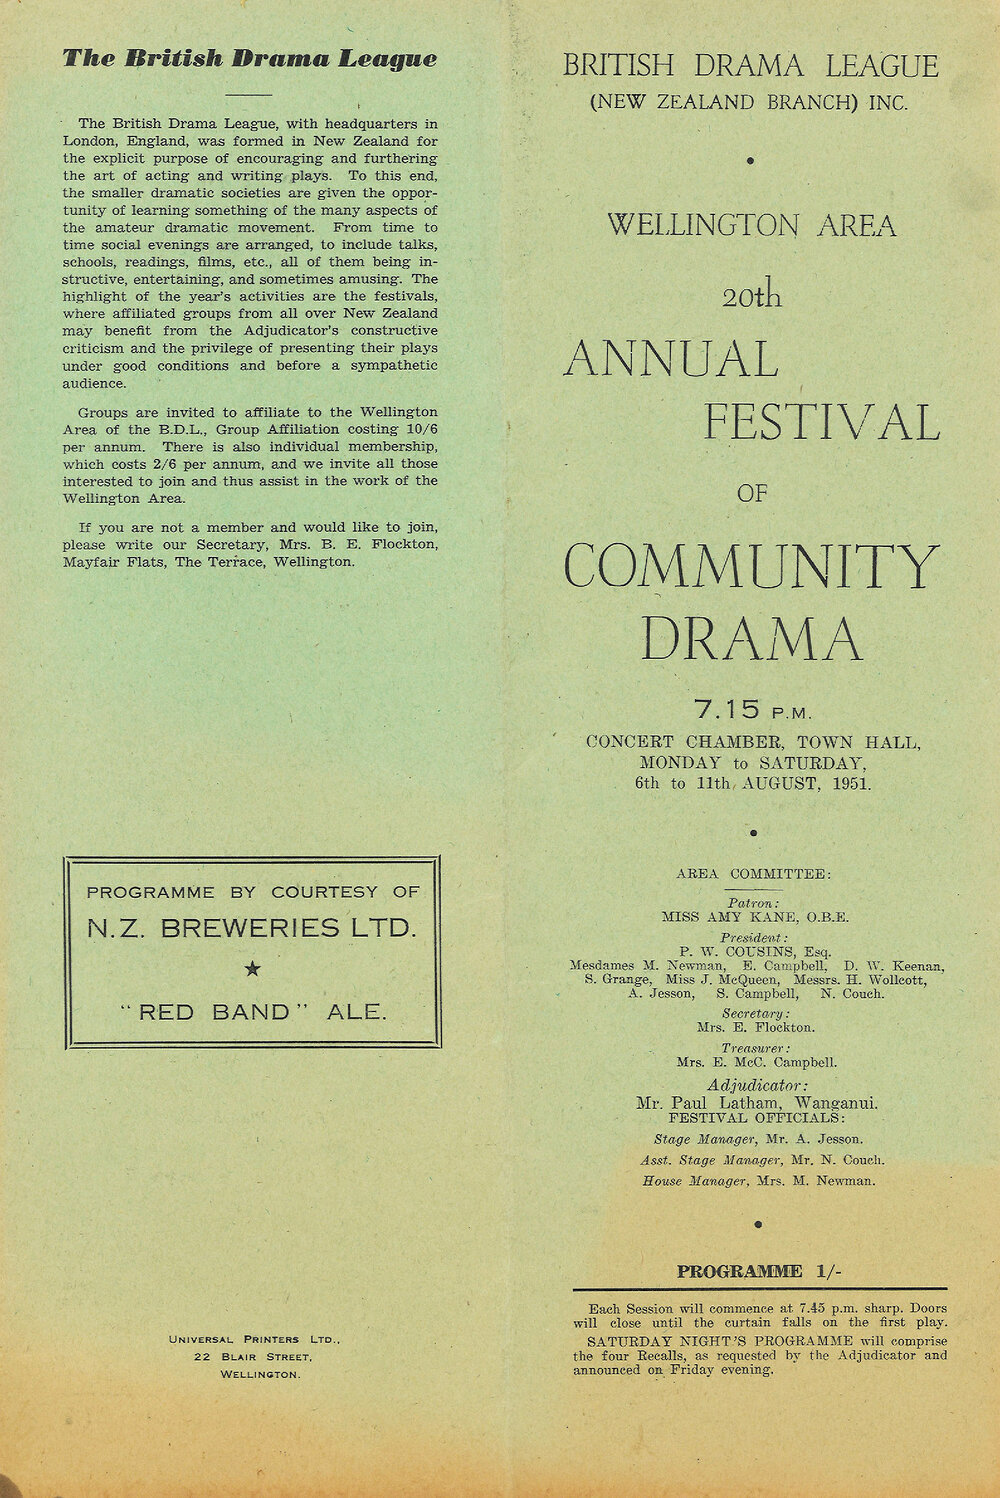 The British Drama League
The British Drama League, with headquarters in
London, England, was formed in New Zealand for
the explicit purpose of encouraging and furthering
the art of acting and writing plays. To this end,
the smaller dramatic societies are given the oppor-
tunity of learning something of the many aspects of
the amateur dramatic movement. From time to
time social evenings are arranged, to include talks,
schools, readings, films, etc., all of them being in-
structive, entertaining, and sometimes amusing. The
highlight of the year's activities are the festivals,
where affiliated groups from all over New Zealand
may benefit from the Adjudicator's constructive
criticism and the privilege of presenting their plays
under good conditions and before a sympathetic
audience.
Groups are invited to affiliate to the Wellington
Area of the B.D.L., Group Affiliation costing 10/6
per annum. There is also individual membership,
which costs 2/6 per annum, and we invite all those
interested to join and thus assist in the work of the
Wellington Area.
If you are not a member and would like to join,
please write our Secretary, Mrs. B. E. Flockton,
Mayfair Flats, The Terrace, Wellington.
PROGRAMME BY COURTESY OF
N.Z. BREWERIES LTD.
★
"RED BAND" ALE.
UNIVERSAL PRINTERS LTD.,
22 BLAIR STREET,
WELLINGTON.
BRITISH DRAMA LEAGUE
(NEW ZEALAND BRANCH) INC.
•
WELLINGTON AREA
20th
ANNUAL
FESTIVAL
OF
COMMUNITY
DRAMA
7.15 P.M.
CONCERT CHAMBER, TOWN HALL,
MONDAY to SATURDAY,
6th to 11th AUGUST, 1951.
•
AREA COMMITTEE:
Patron:
MISS AMY KANE, O.B.E.
President:
P. W. COUSINS, Esq.
Mesdames M. Newman, E. Campbell, D. W. Keenan,
S. Grange, Miss J. McQueen, Messrs. H. Wollcott,
A. Jesson, S. Campbell, N. Couch.
Secretary:
Mrs. E. Flockton.
Treasurer:
Mrs. E. McC. Campbell.
Adjudicator:
Mr. Paul Latham, Wanganui.
FESTIVAL OFFICIALS:
Stage Manager, Mr. A. Jesson.
Asst. Stage Manager, Mr. N. Couch.
House Manager, Mrs. M. Newman.
•
PROGRAMME 1/-
Each Session will commence at 7.45 p.m. sharp. Doors
will close until the curtain falls on the first play.
SATURDAY NIGHT'S PROGRAMME will comprise
the four Recalls, as requested by the Adjudicator and
announced on Friday evening.